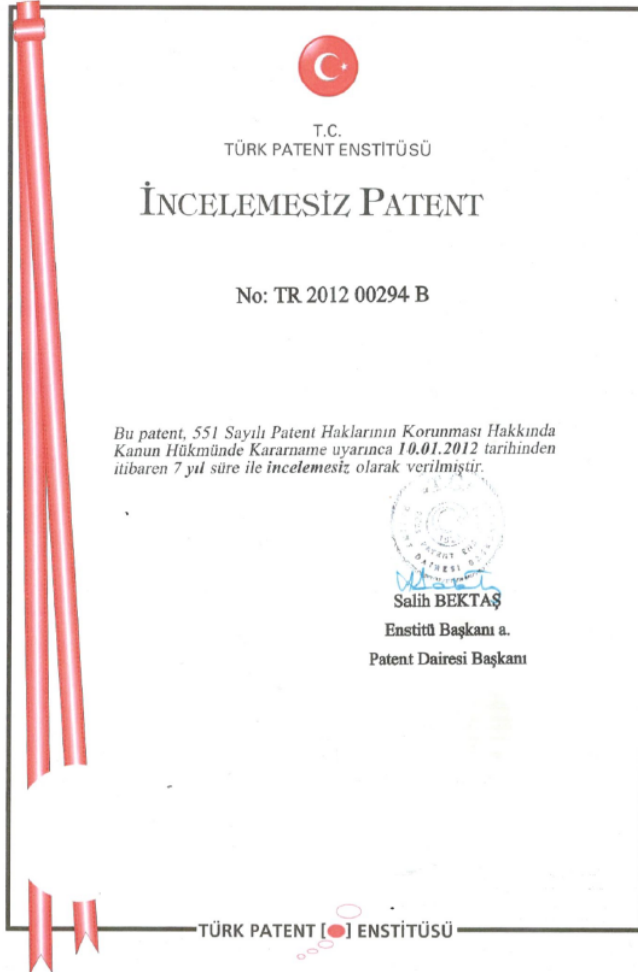 T.C.
TÜRK PATENT ENSTİTÜSÜ
İNCELEMESİZ PATENT
No: TR 2012 00294 B
Bu patent, 551 Sayılı Patent Haklarının Korunması Hakkında
Kanun Hükmünde Kararname uyarınca 10.01.2012 tarihinden
itibaren 7 yıl süre ile incelemesiz olarak verilmiştir.
Salih BEKTAŞ
Enstitü Başkanı a.
Patent Dairesi Başkanı
TÜRK PATENT [●] ENSTİTÜSÜ